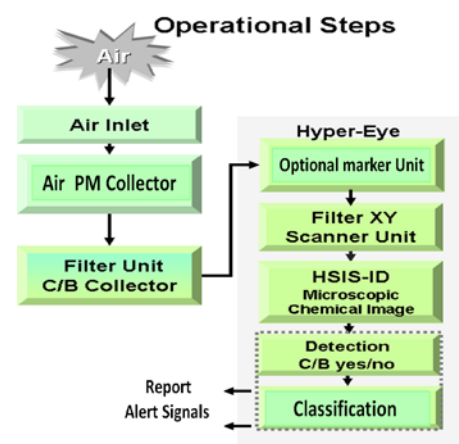 Operational Steps
Air
Air Inlet
Air PM Collector
Filter Unit
C/B Collector
Hyper-Eye
Optional marker Unit
Filter XY
Scanner Unit
HSIS-ID
Microscopic
Chemical Image
Detection
C/B yes/no
Classification
Report
Alert Signals